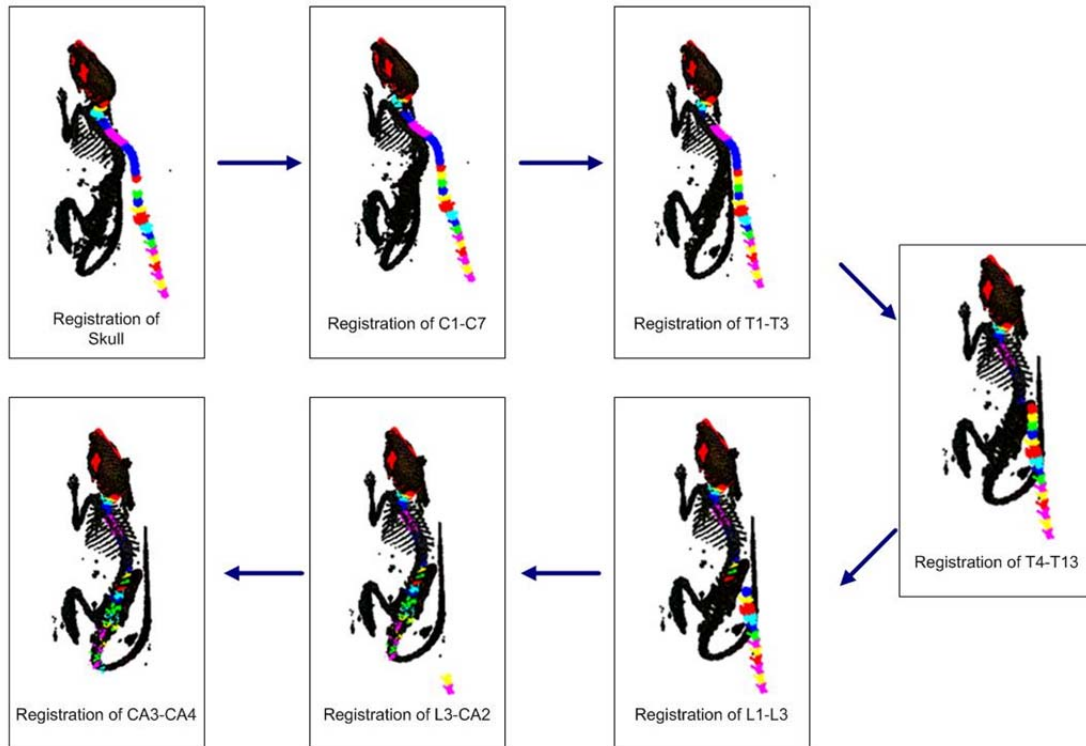 Registration of
Skull
Registration of C1-C7
Registration of T1-T3
Registration of T4-T13
Registration of L1-L3
Registration of L3-CA2
Registration of CA3-CA4